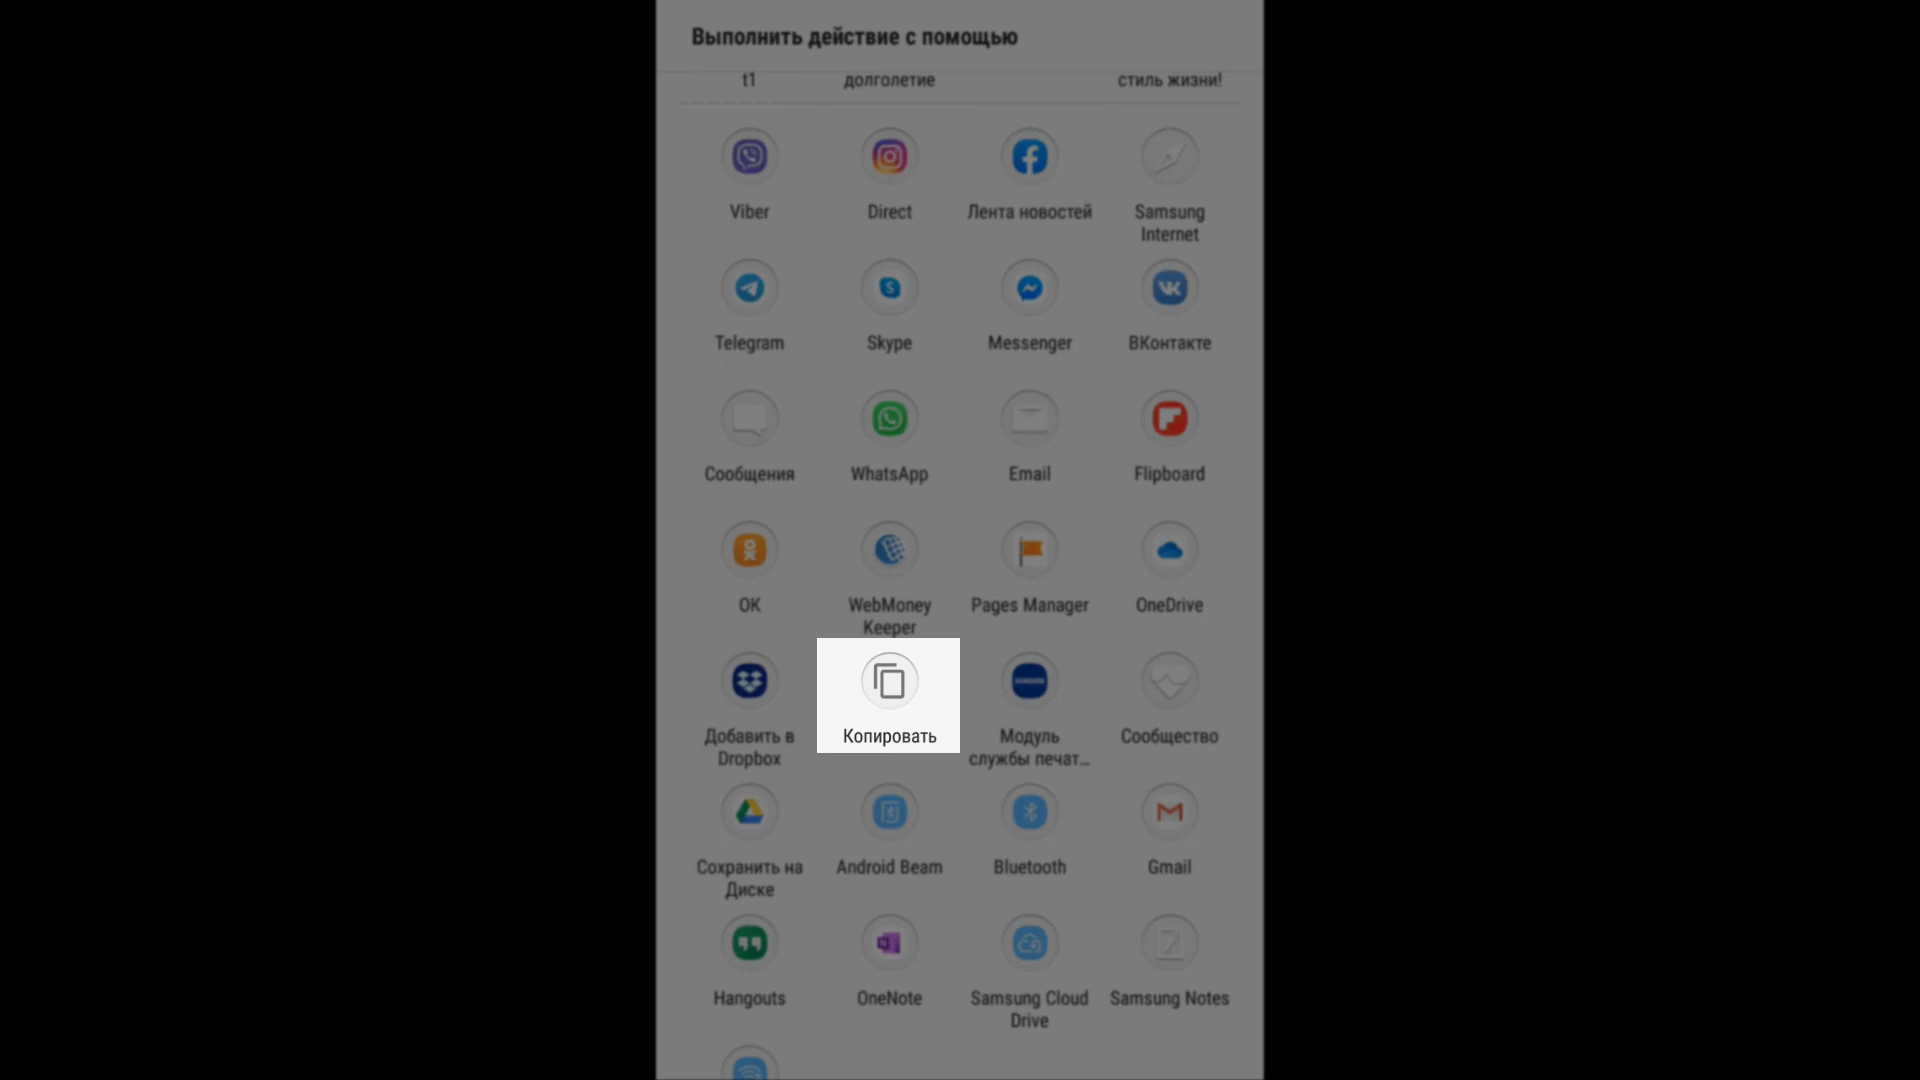 Выполнить действие с помощью
t1 долголетие стиль жизни!
Viber Direct Лента новостей Samsung
Internet
Telegram Skype Messenger ВКонтакте
Сообщения WhatsApp Email Flipboard
OK WebMoney Pages Manager OneDrive
Keeper
Добавить в Копировать Модуль Сообщество
Dropbox службы печат...
Сохранить на Android Beam Bluetooth Gmail
Диске
Hangouts OneNote Samsung Cloud Samsung Notes
Drive